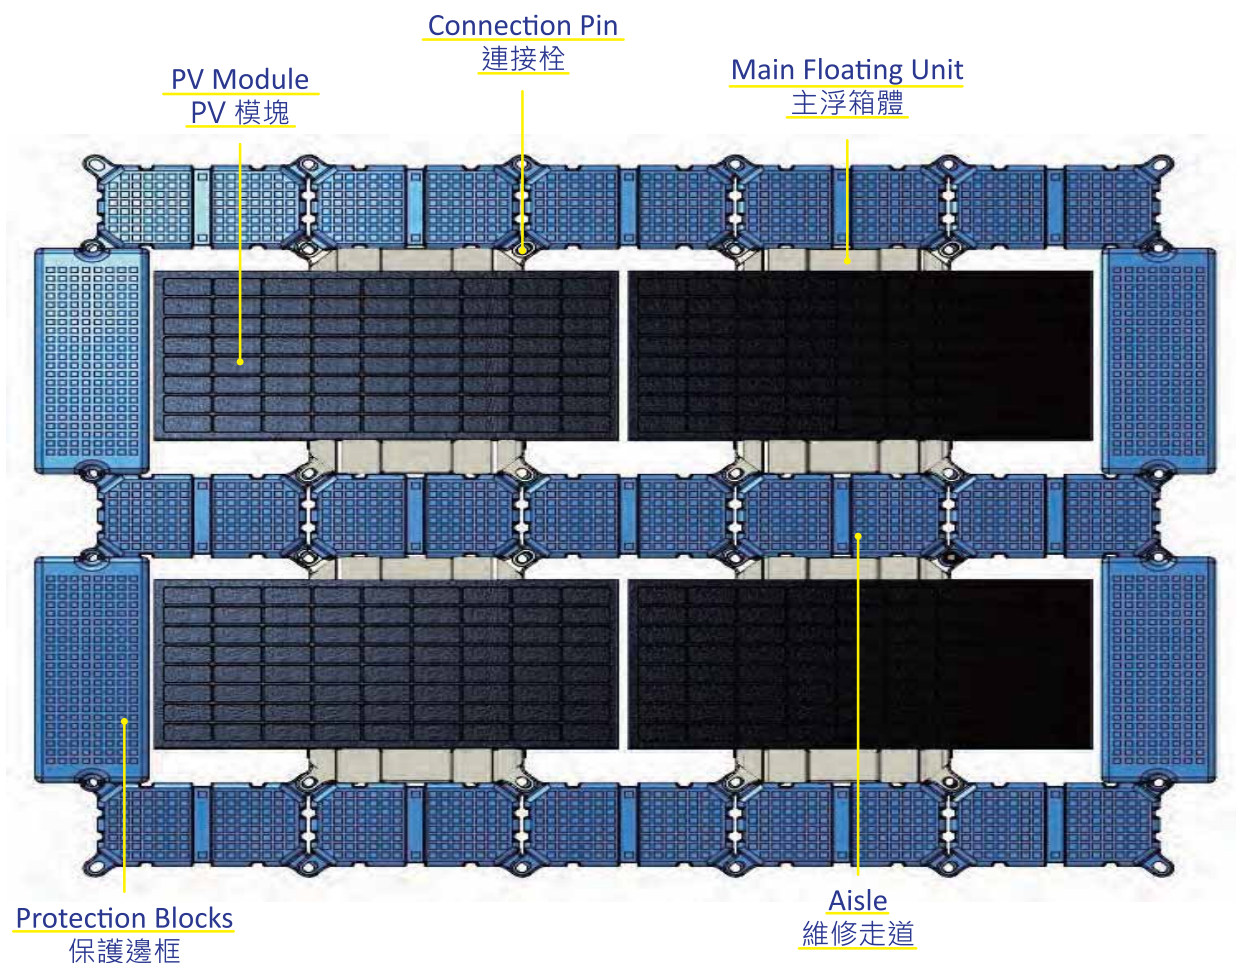 Connection Pin
連接栓
PV Module
PV 模塊
Main Floating Unit
主浮箱體
Protection Blocks
保護邊框
Aisle
維修走道